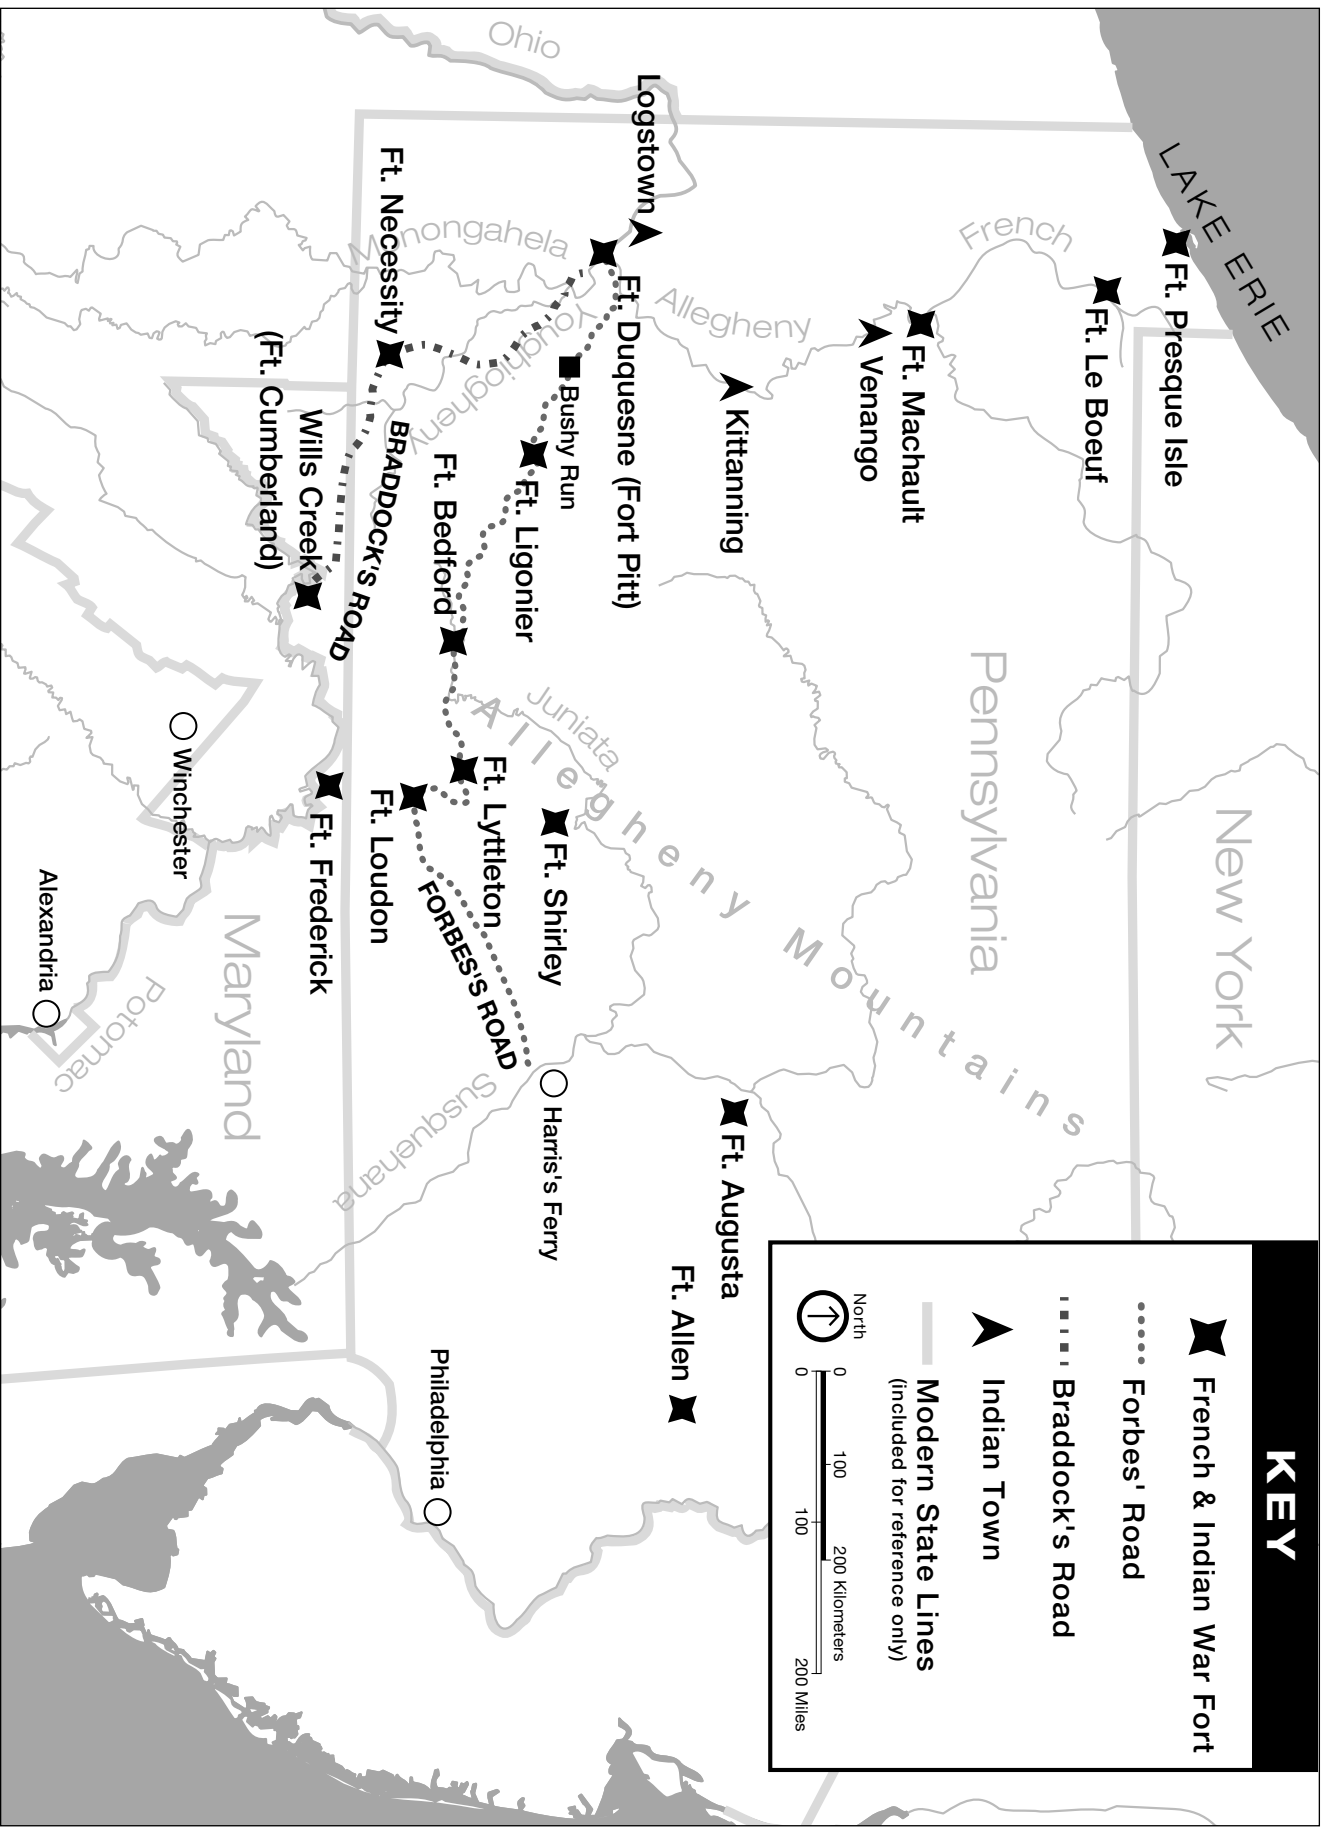 LAKE ERIE
Ft. Presque Isle
Ft. Le Boeuf
French
New York
Ft. Machault
Venango
Pennsylvania
Allegheny
Kittanning
Logstown
Ohio
Ft. Duquesne (Fort Pitt)
Bushy Run
Monongahela
Youghiogheny
Ft. Ligonier
Ft. Bedford
Juniata
Allegheny Mountains
Ft. Augusta
Ft. Allen
Ft. Shirley
Harris's Ferry
Ft. Lyttleton
FORBES'S ROAD
Ft. Loudon
Susquehana
Philadelphia
Ft. Necessity
BRADDOCK'S ROAD
Wills Creek
(Ft. Cumberland)
Ft. Frederick
Maryland
Winchester
Potomac
Alexandria
KEY
French & Indian War Fort
Forbes' Road
Braddock's Road
Indian Town
Modern State Lines
(included for reference only)
North
0 100 200 Kilometers
0 100 200 Miles